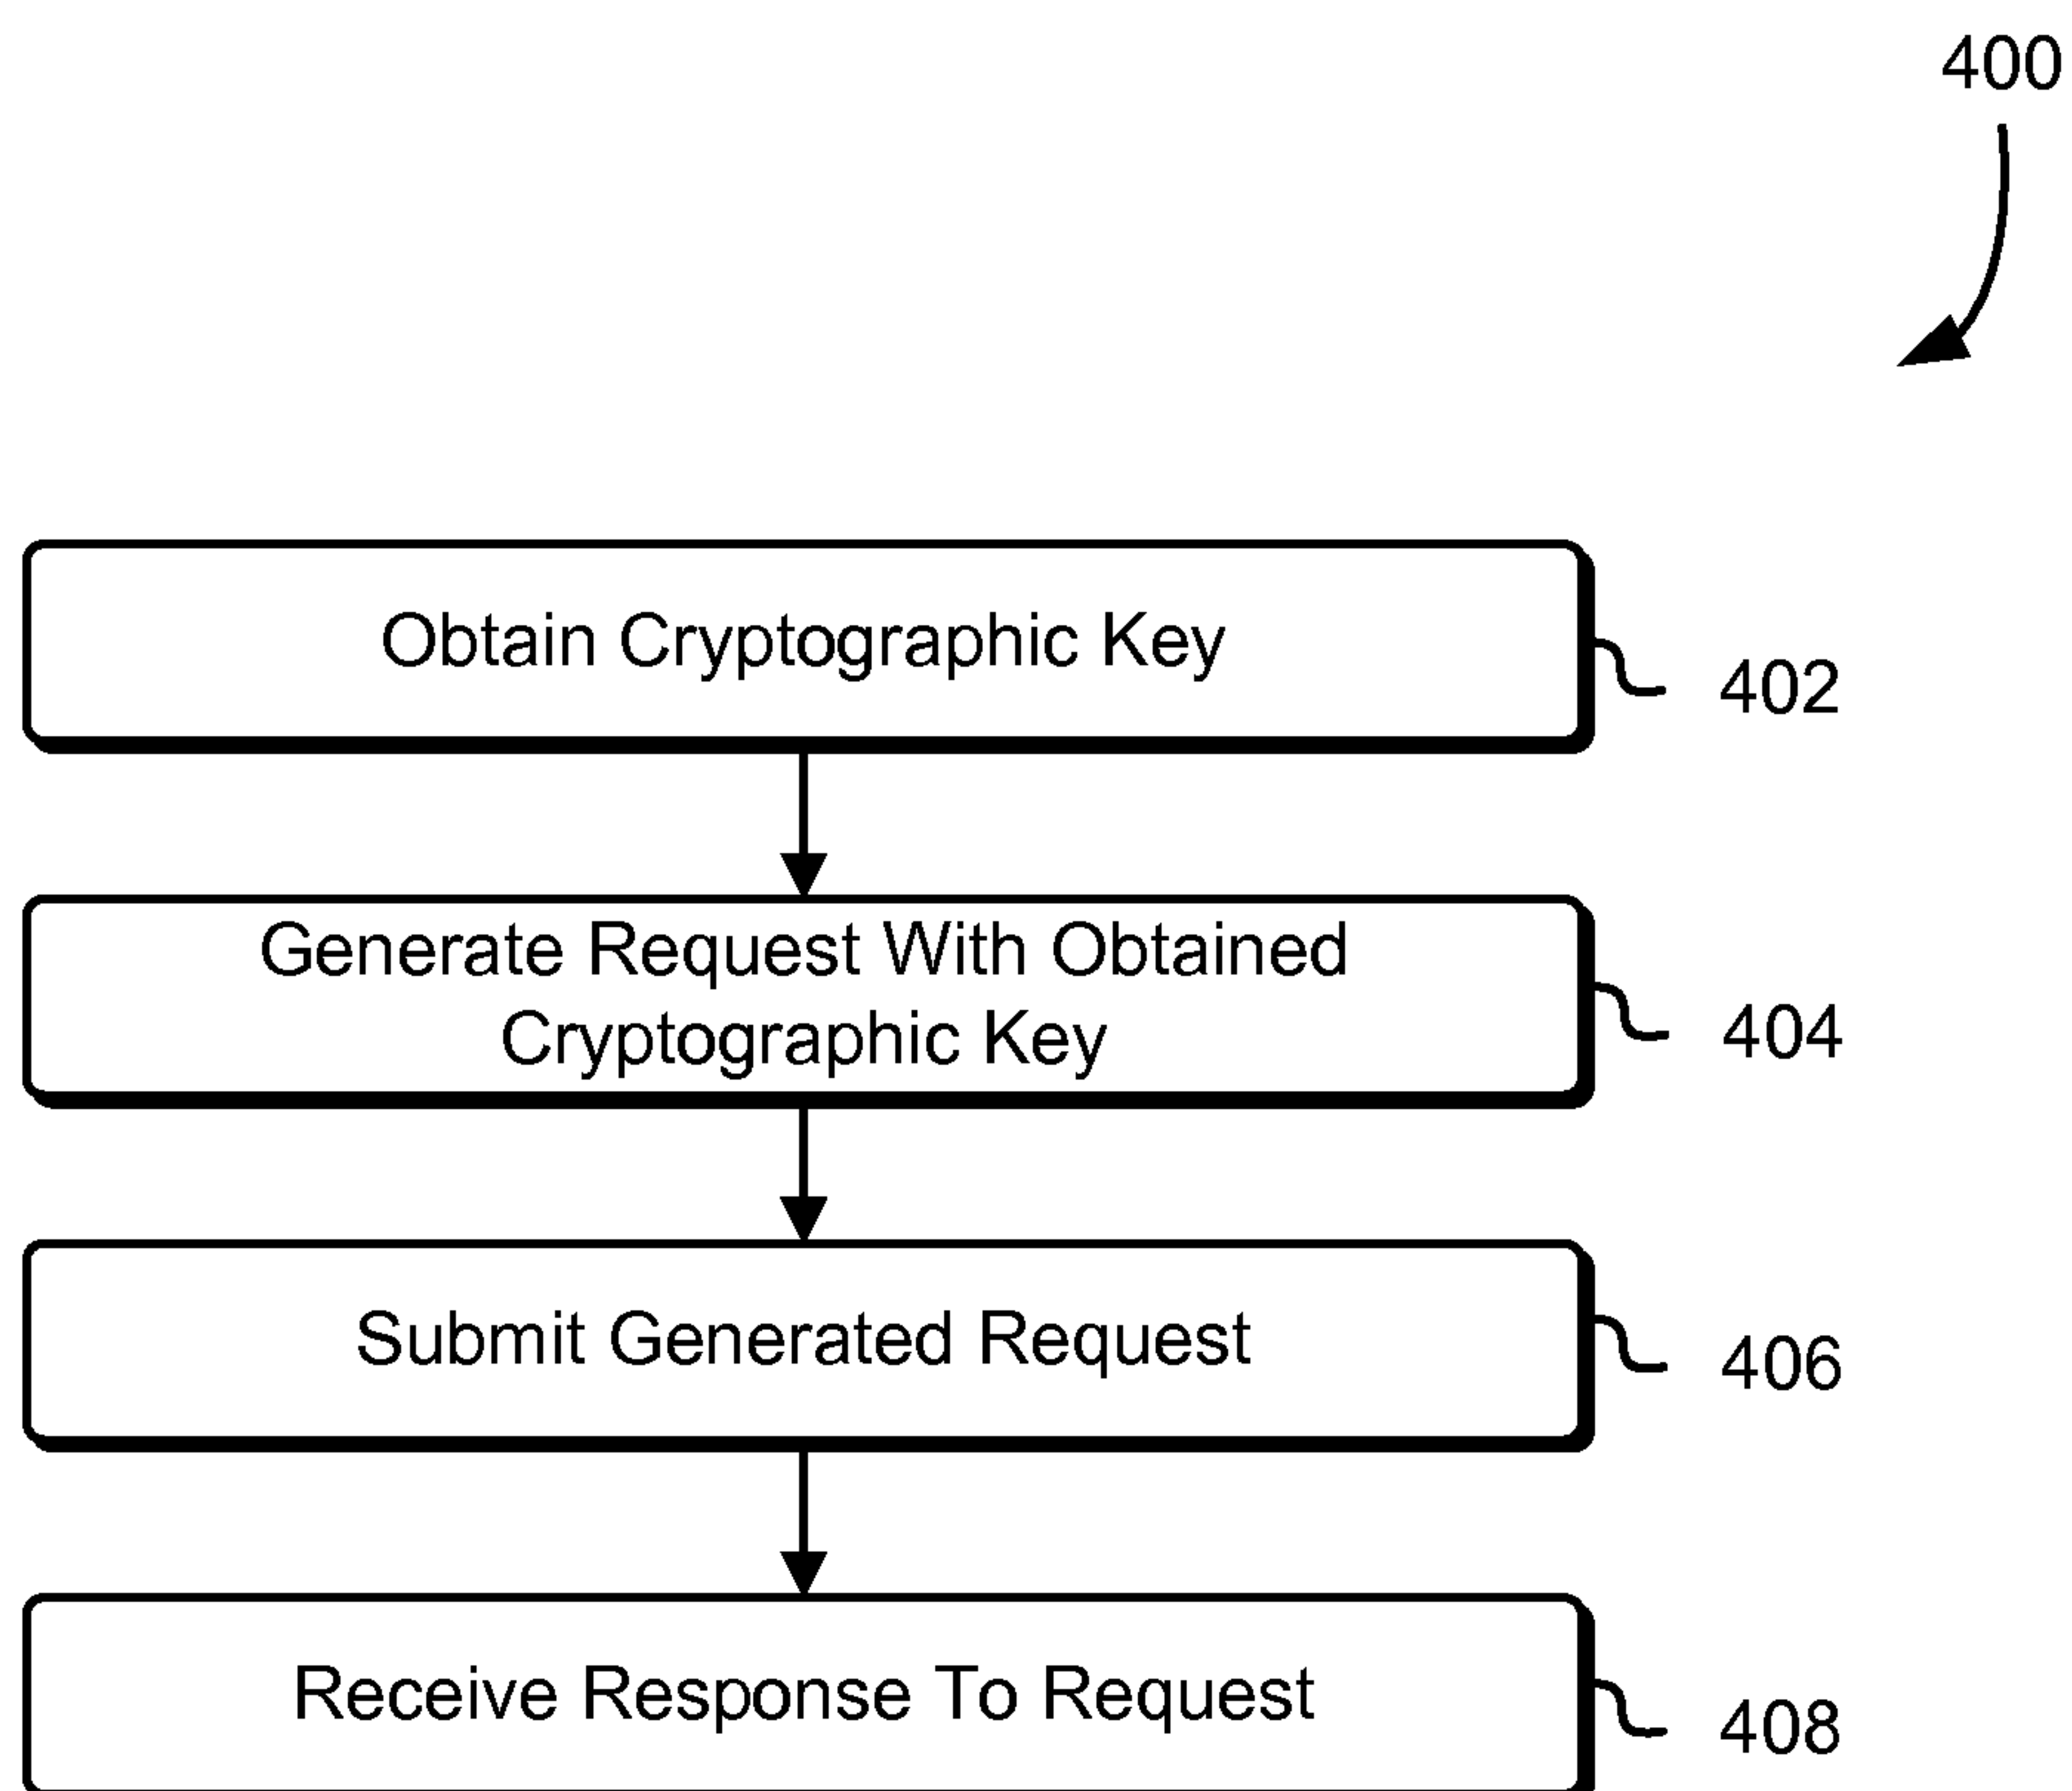 400
Obtain Cryptographic Key
402
Generate Request With Obtained
Cryptographic Key
404
Submit Generated Request
406
Receive Response To Request
408